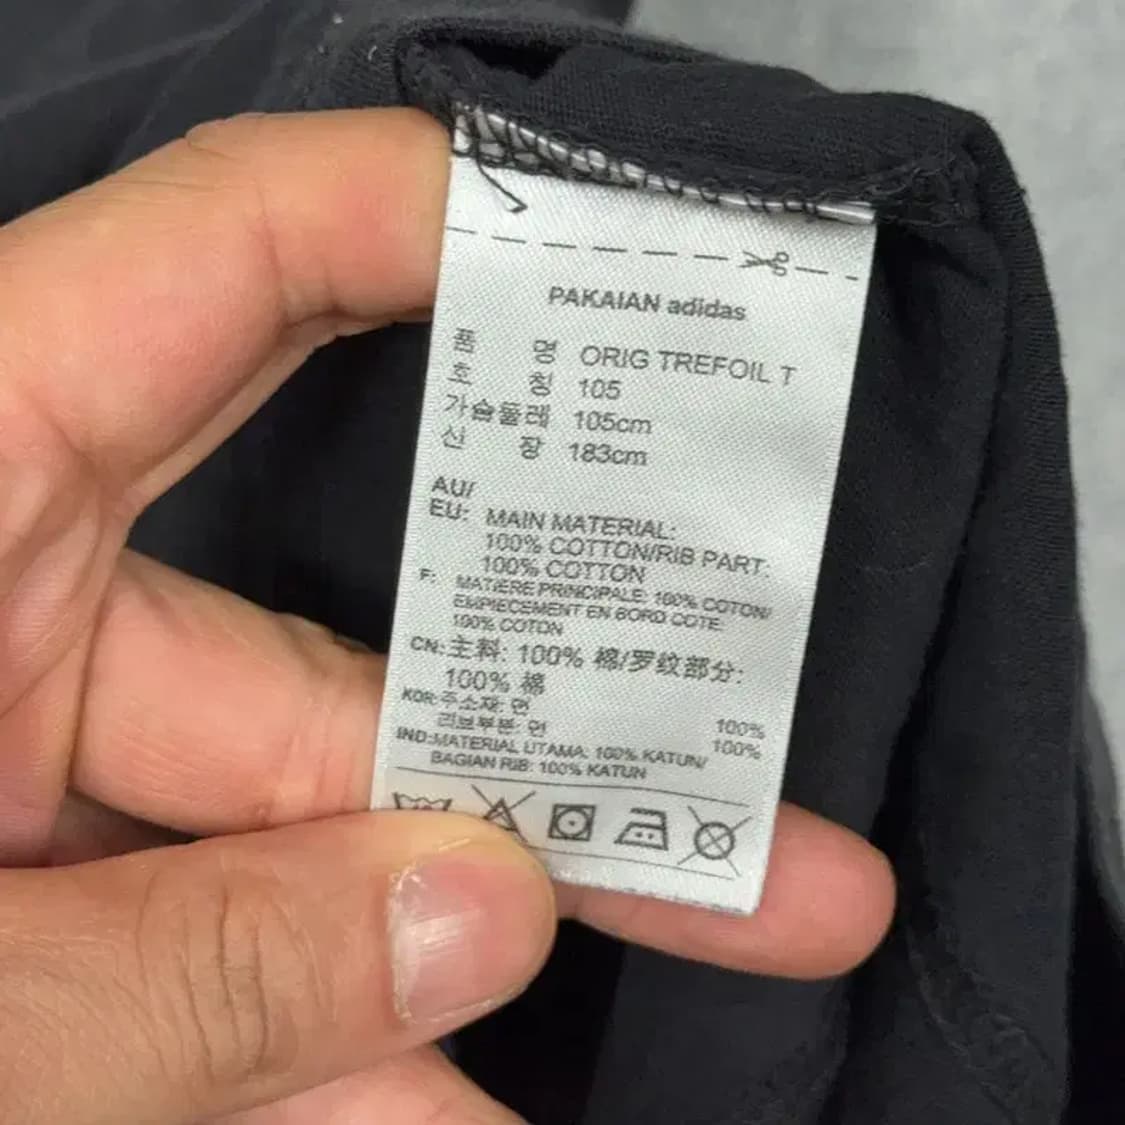 PAKAIAN adidas
품 명 ORIG TREFOIL T
호 칭 105
가슴둘레 105cm
신 장 183cm
AU/
EU: MAIN MATERIAL:
100% COTTON/RIB PART:
100% COTTON
F: MATIERE PRINCIPALE: 100% COTON/
EMPIECEMENT EN BORD COTE:
100% COTON
CN:主料: 100% 棉/罗纹部分:
100% 棉
KOR:주소재: 면 100%
리브부분: 면 100%
IND:MATERIAL UTAMA: 100% KATUN/
BAGIAN RIB: 100% KATUN